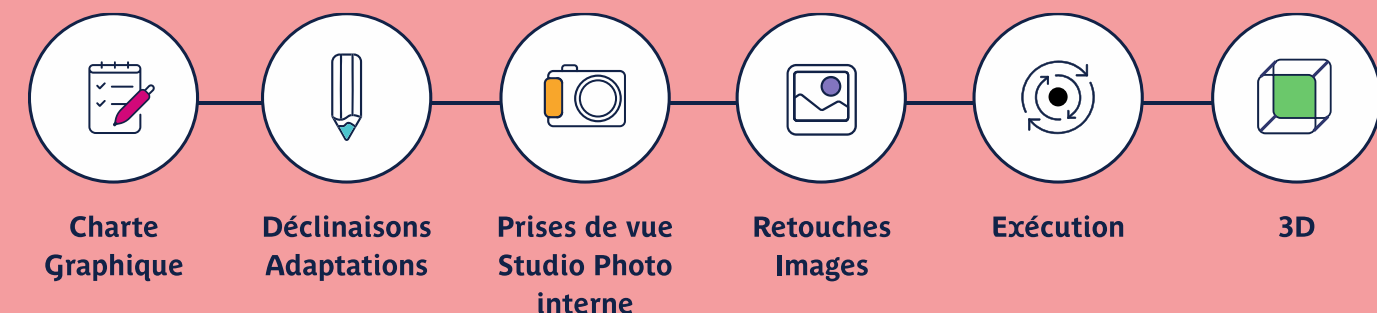 Charte
Graphique
Déclinaisons
Adaptations
Prises de vue
Studio Photo
interne
Retouches
Images
Exécution
3D